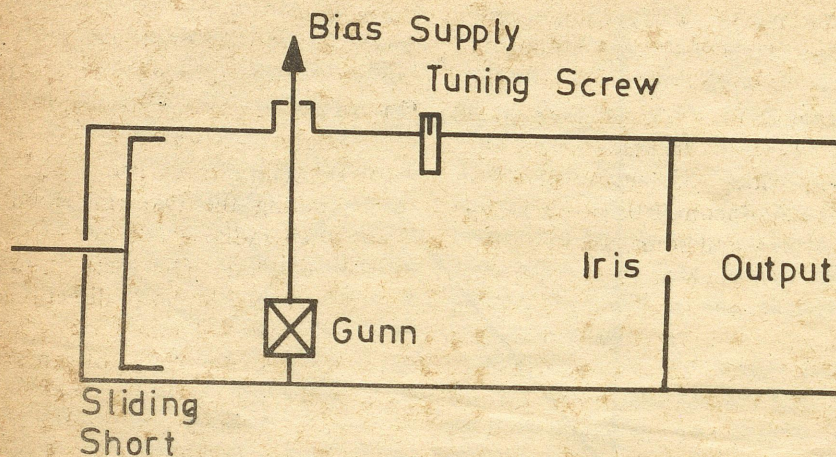 Bias Supply
Tuning Screw
Iris
Output
Gunn
Sliding
Short